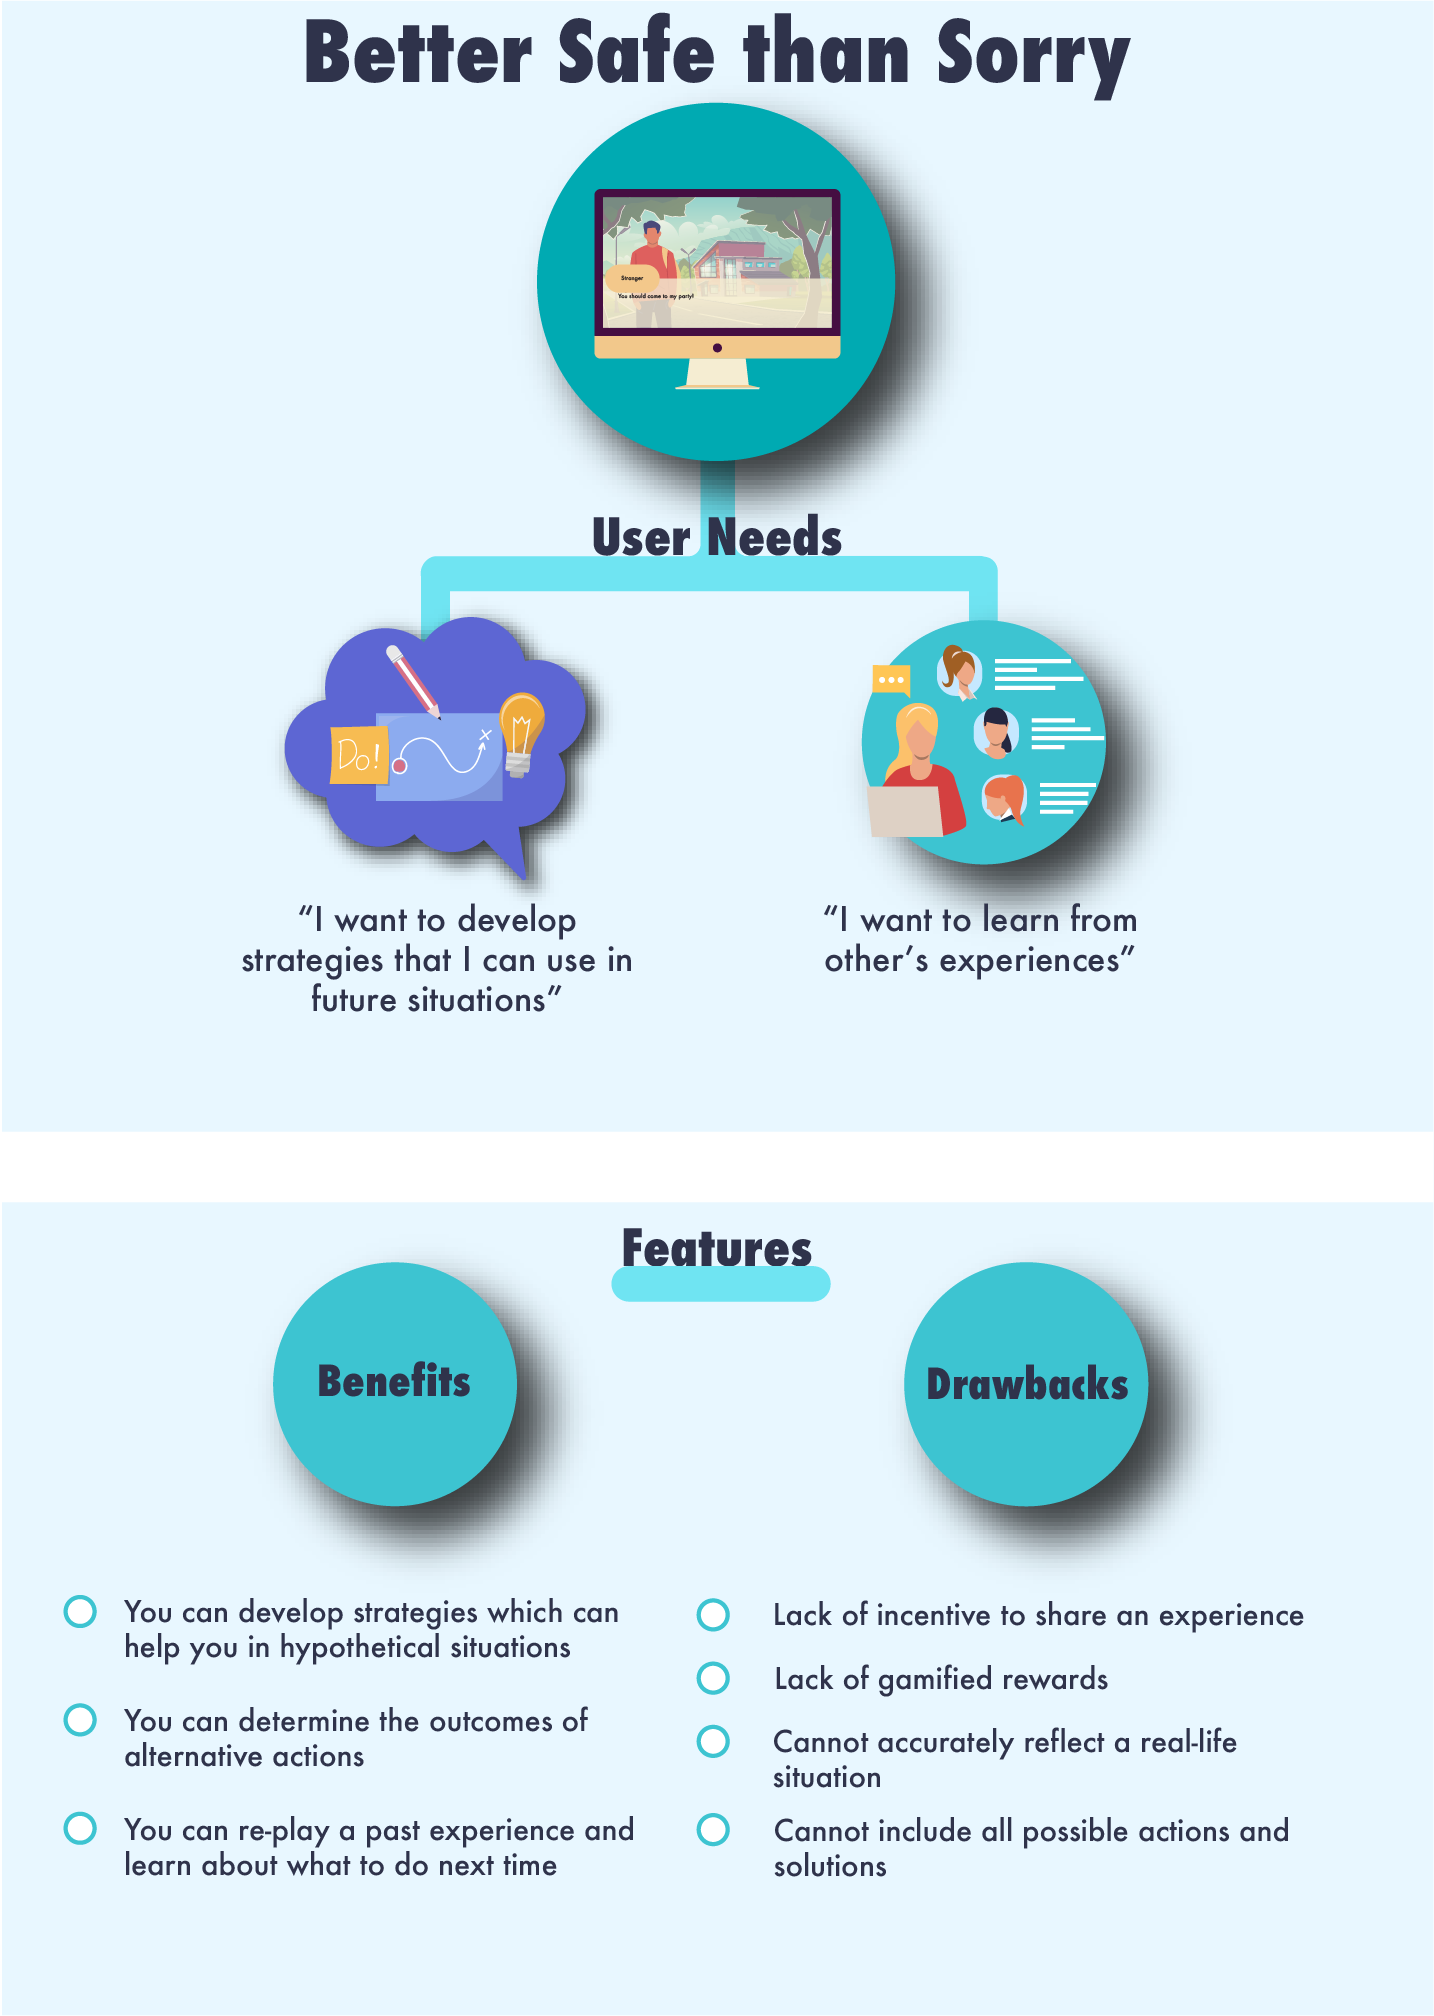 Better Safe than Sorry
Stranger
You should come to my party!
User Needs
Do!
“I want to develop
strategies that I can use in
future situations”
“I want to learn from
other’s experiences”
Features
Benefits
Drawbacks
You can develop strategies which can
help you in hypothetical situations
You can determine the outcomes of
alternative actions
You can re-play a past experience and
learn about what to do next time
Lack of incentive to share an experience
Lack of gamified rewards
Cannot accurately reflect a real-life
situation
Cannot include all possible actions and
solutions